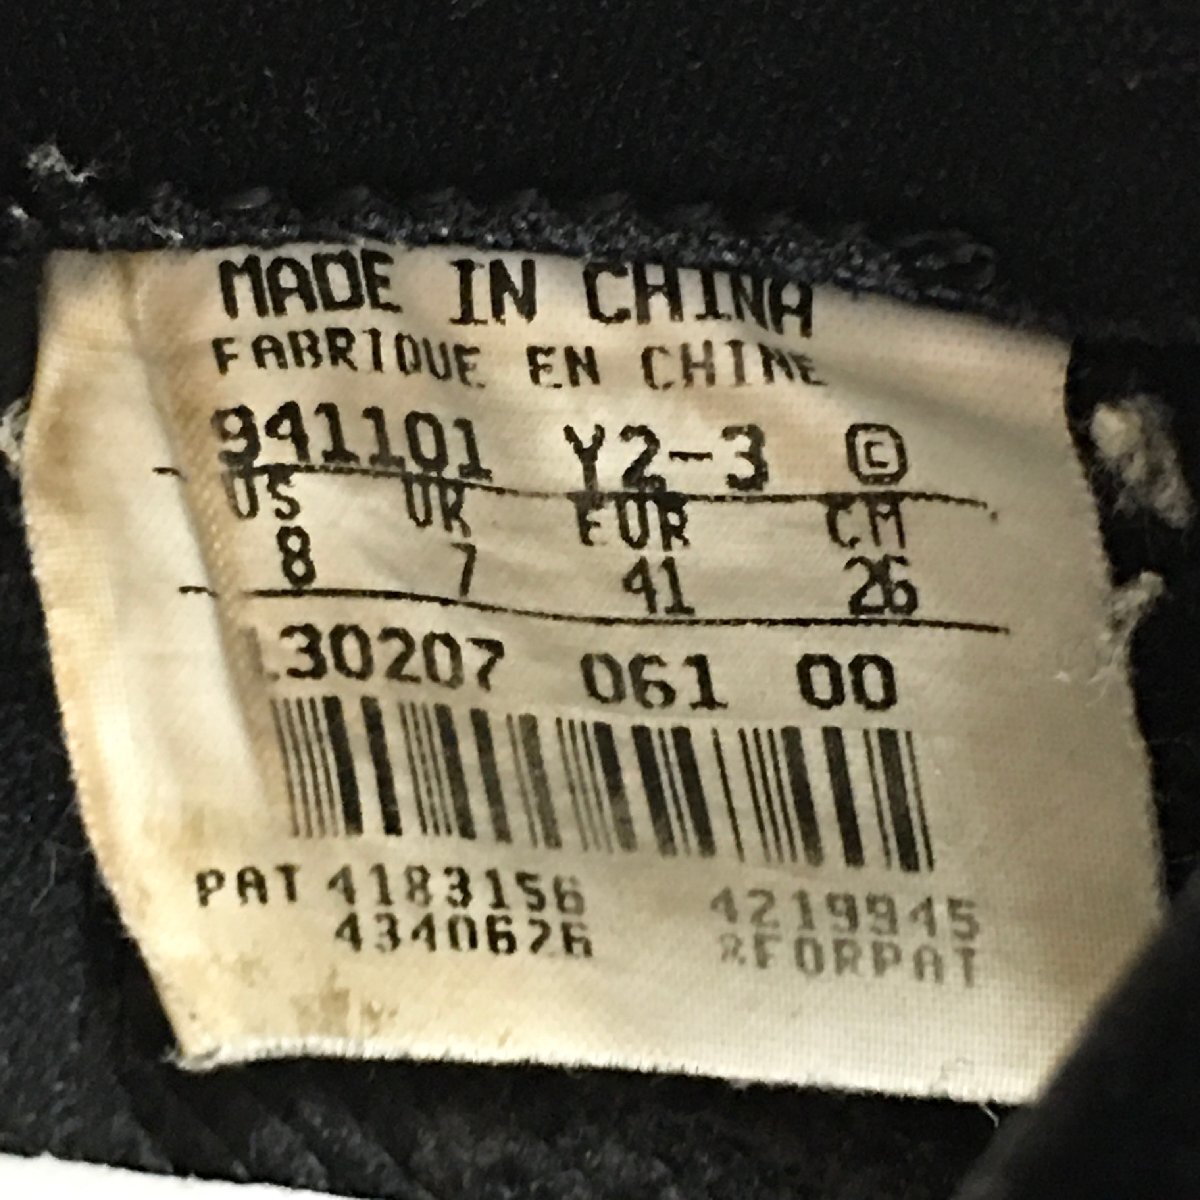 MADE IN CHINA
FABRIQUE EN CHINE
941101 Y2-3 ©
US UK EUR CM
8 7 41 26
130207 061 00
PAT 4183156 4219945
4340626 &FORPAT